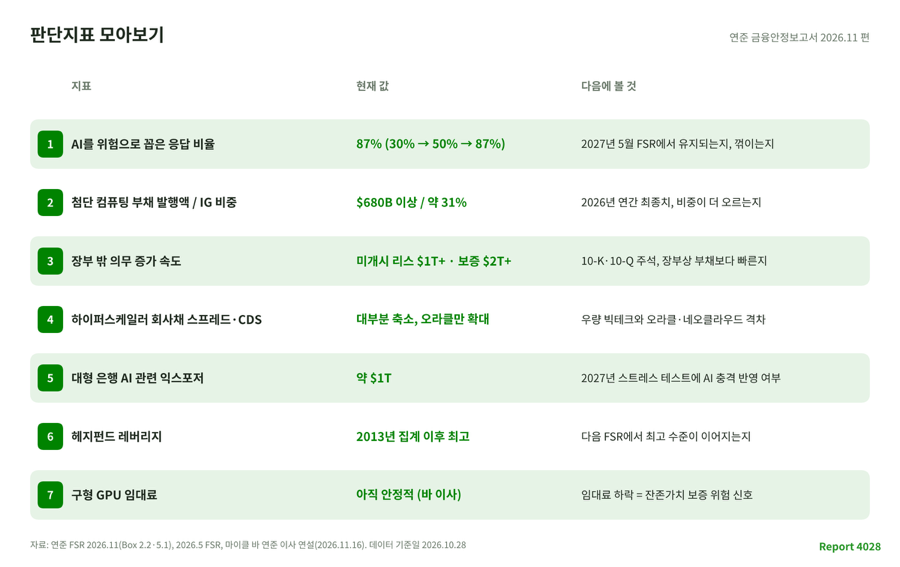 판단지표 모아보기
연준 금융안정보고서 2026.11 편
지표 현재 값 다음에 볼 것
1 AI를 위험으로 꼽은 응답 비율 87% (30% → 50% → 87%) 2027년 5월 FSR에서 유지되는지, 꺾이는지
2 첨단 컴퓨팅 부채 발행액 / IG 비중 $680B 이상 / 약 31% 2026년 연간 최종치, 비중이 더 오르는지
3 장부 밖 의무 증가 속도 미개시 리스 $1T+ · 보증 $2T+ 10-K·10-Q 주석, 장부상 부채보다 빠른지
4 하이퍼스케일러 회사채 스프레드·CDS 대부분 축소, 오라클만 확대 우량 빅테크와 오라클·네오클라우드 격차
5 대형 은행 AI 관련 익스포저 약 $1T 2027년 스트레스 테스트에 AI 충격 반영 여부
6 헤지펀드 레버리지 2013년 집계 이후 최고 다음 FSR에서 최고 수준이 이어지는지
7 구형 GPU 임대료 아직 안정적 (바 이사) 임대료 하락 = 잔존가치 보증 위험 신호
자료: 연준 FSR 2026.11(Box 2.2·5.1), 2026.5 FSR, 마이클 바 연준 이사 연설(2026.11.16). 데이터 기준일 2026.10.28
Report 4028